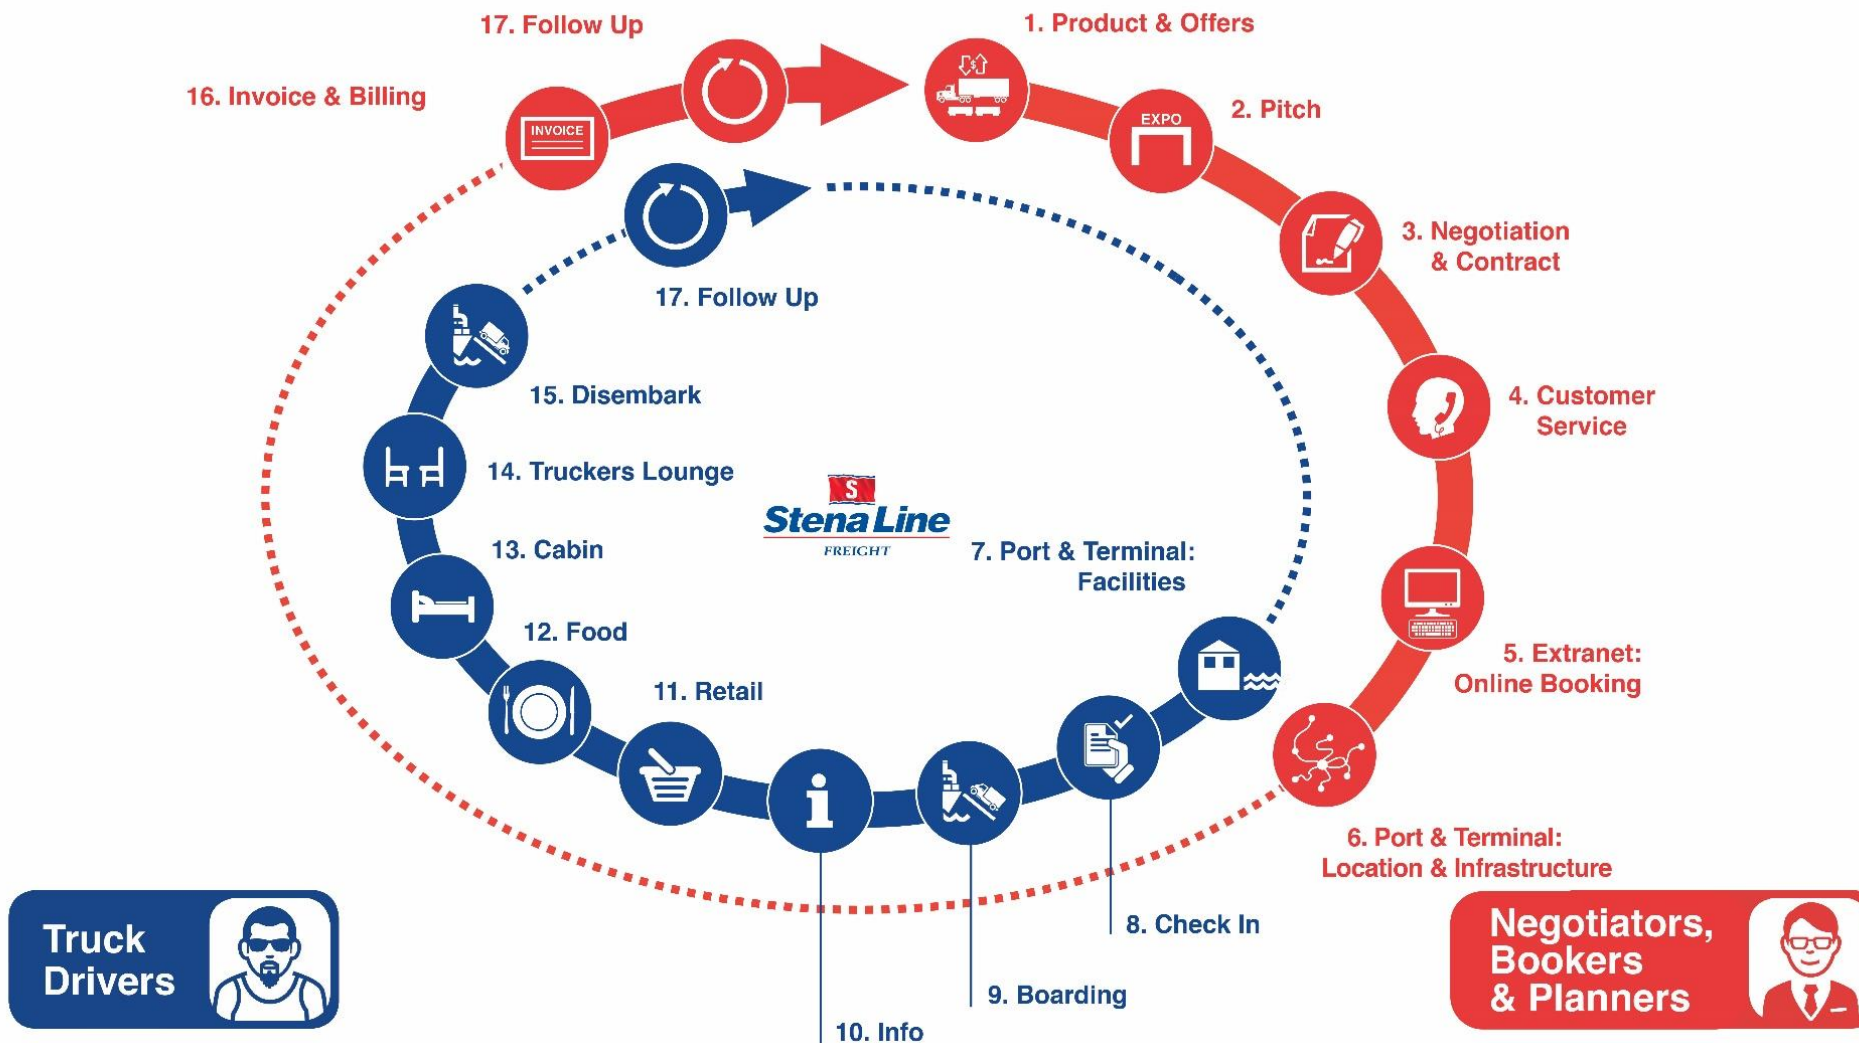 17. Follow Up
1. Product & Offers
16. Invoice & Billing
2. Pitch
INVOICE
EXPO
3. Negotiation
& Contract
17. Follow Up
15. Disembark
4. Customer
Service
14. Truckers Lounge
S
Stena Line
FREIGHT
13. Cabin
7. Port & Terminal:
Facilities
12. Food
11. Retail
5. Extranet:
Online Booking
6. Port & Terminal:
Location & Infrastructure
8. Check In
9. Boarding
10. Info
Truck
Drivers
Negotiators,
Bookers
& Planners